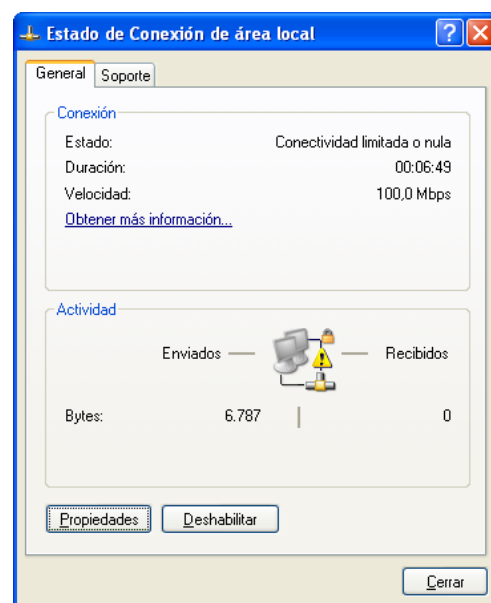 Estado de Conexión de área local
General Soporte
Conexión
Estado: Conectividad limitada o nula
Duración: 00:06:49
Velocidad: 100,0 Mbps
Obtener más información...
Actividad
Enviados — — Recibidos
Bytes: 6.787 | 0
Propiedades Deshabilitar
Cerrar